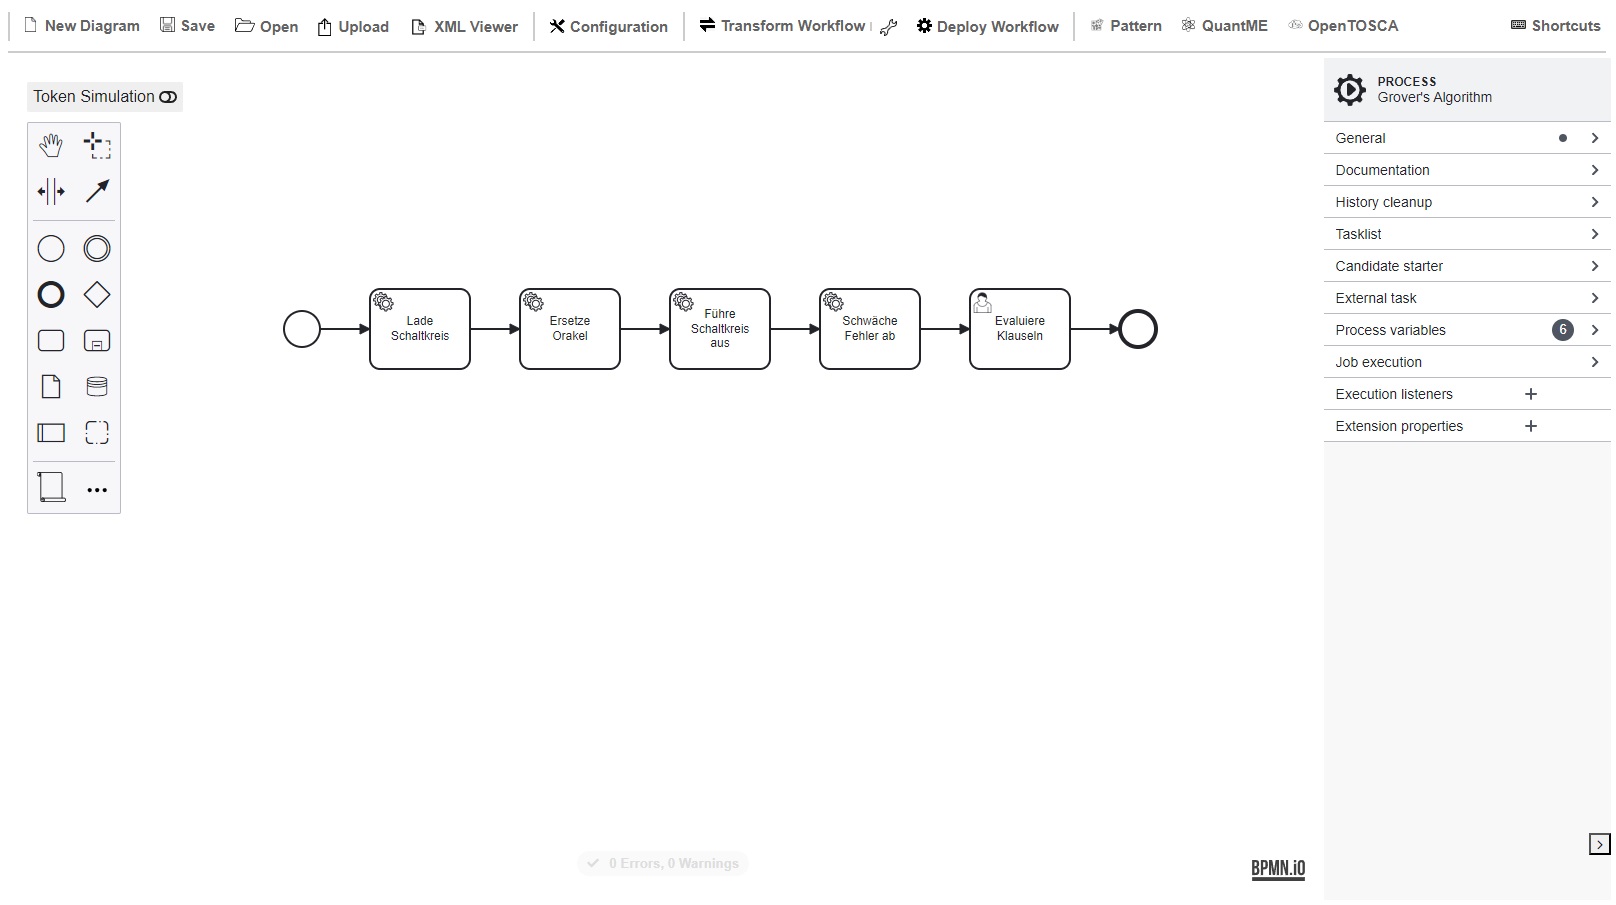 New Diagram Save Open Upload XML Viewer Configuration Transform Workflow Deploy Workflow Pattern QuantME OpenTOSCA Shortcuts
Token Simulation
Lade
Schaltkreis
Ersetze
Orakel
Führe
Schaltkreis
aus
Schwäche
Fehler ab
Evaluiere
Klauseln
PROCESS
Grover's Algorithm
General
Documentation
History cleanup
Tasklist
Candidate starter
External task
Process variables 6
Job execution
Execution listeners
Extension properties
0 Errors, 0 Warnings
BPMN.iO